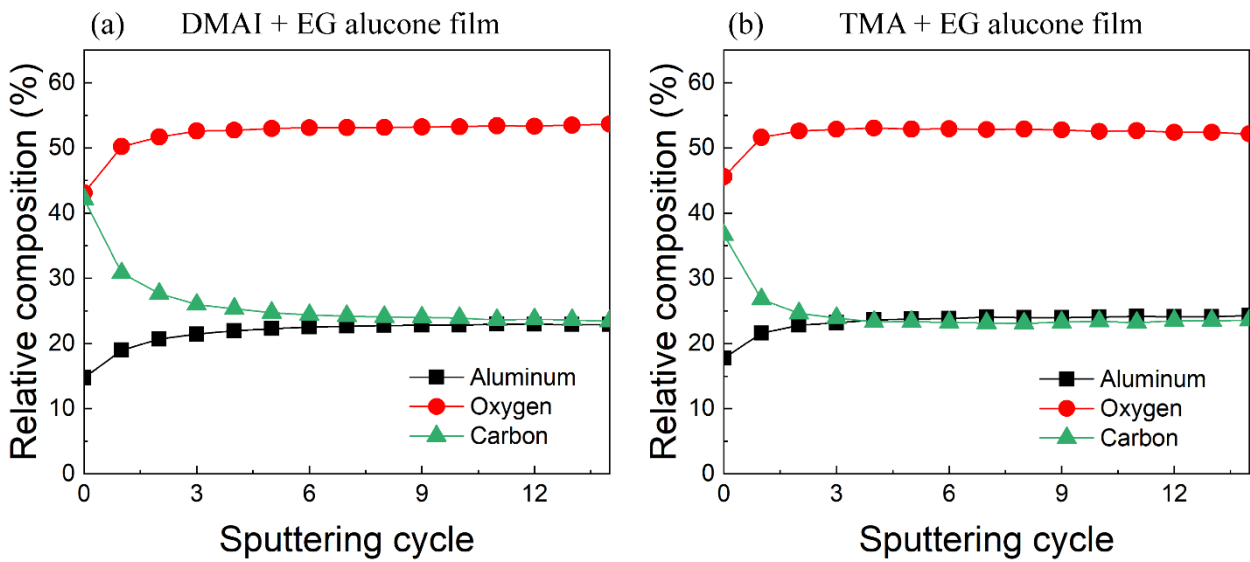 (a) DMAI + EG alucone film
Relative composition (%)
60
50
40
30
20
10
0
Aluminum
Oxygen
Carbon
0 3 6 9 12
Sputtering cycle
(b) TMA + EG alucone film
Relative composition (%)
60
50
40
30
20
10
0
Aluminum
Oxygen
Carbon
0 3 6 9 12
Sputtering cycle